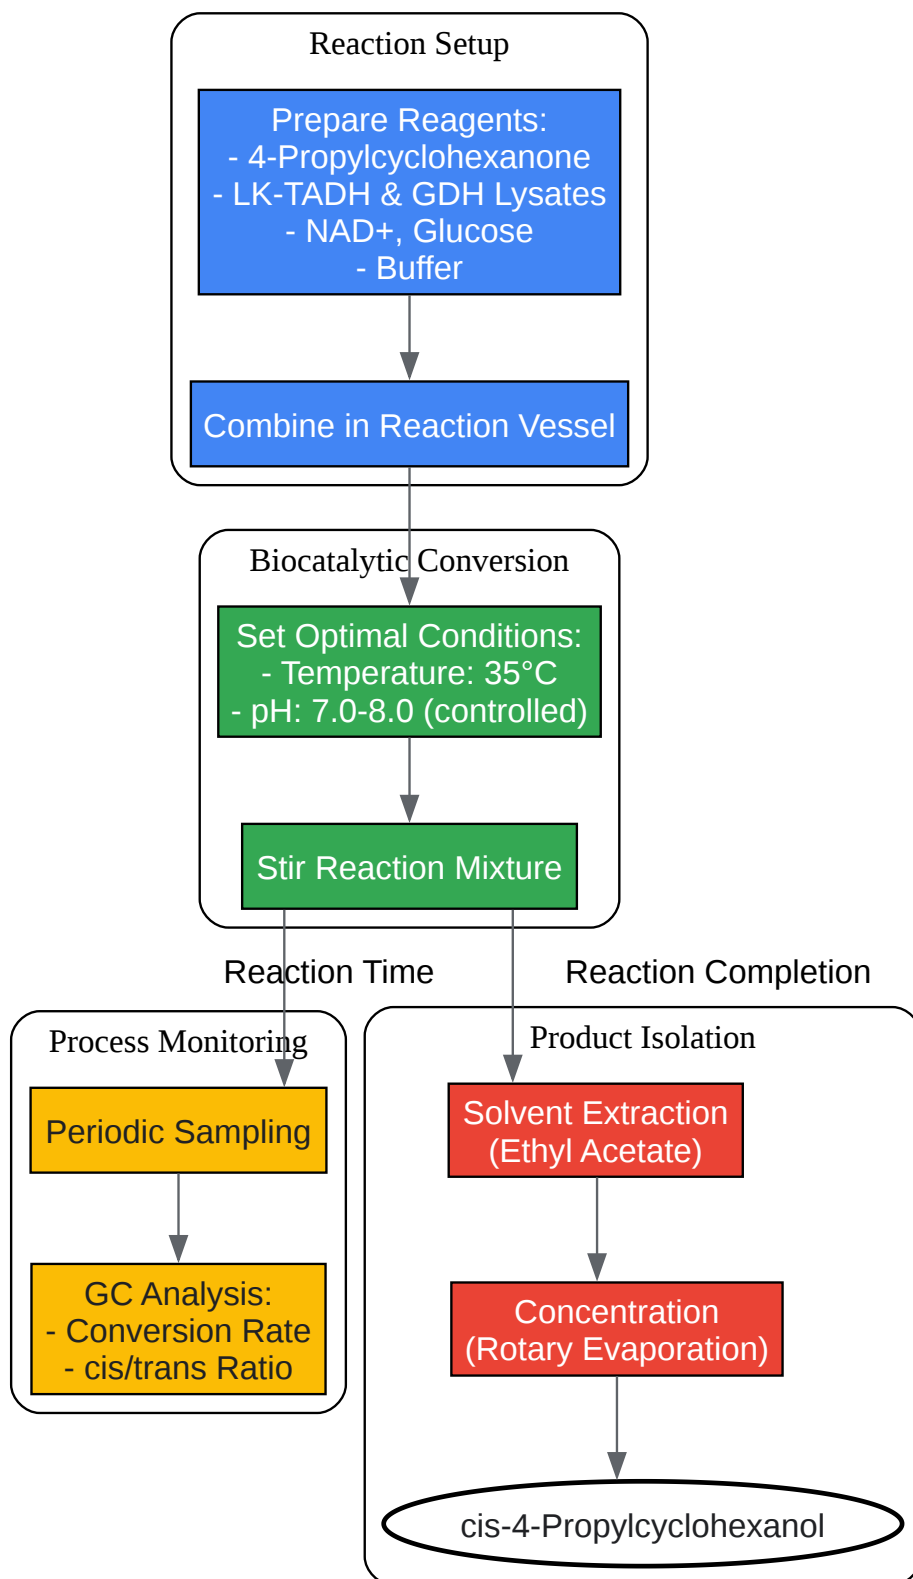 Reaction Setup
Prepare Reagents:
- 4-Propylcyclohexanone
- LK-TADH & GDH Lysates
- NAD+, Glucose
- Buffer
Combine in Reaction Vessel
Biocatalytic Conversion
Set Optimal Conditions:
- Temperature: 35°C
- pH: 7.0-8.0 (controlled)
Stir Reaction Mixture
Reaction Time
Reaction Completion
Process Monitoring
Periodic Sampling
GC Analysis:
- Conversion Rate
- cis/trans Ratio
Product Isolation
Solvent Extraction
(Ethyl Acetate)
Concentration
(Rotary Evaporation)
cis-4-Propylcyclohexanol